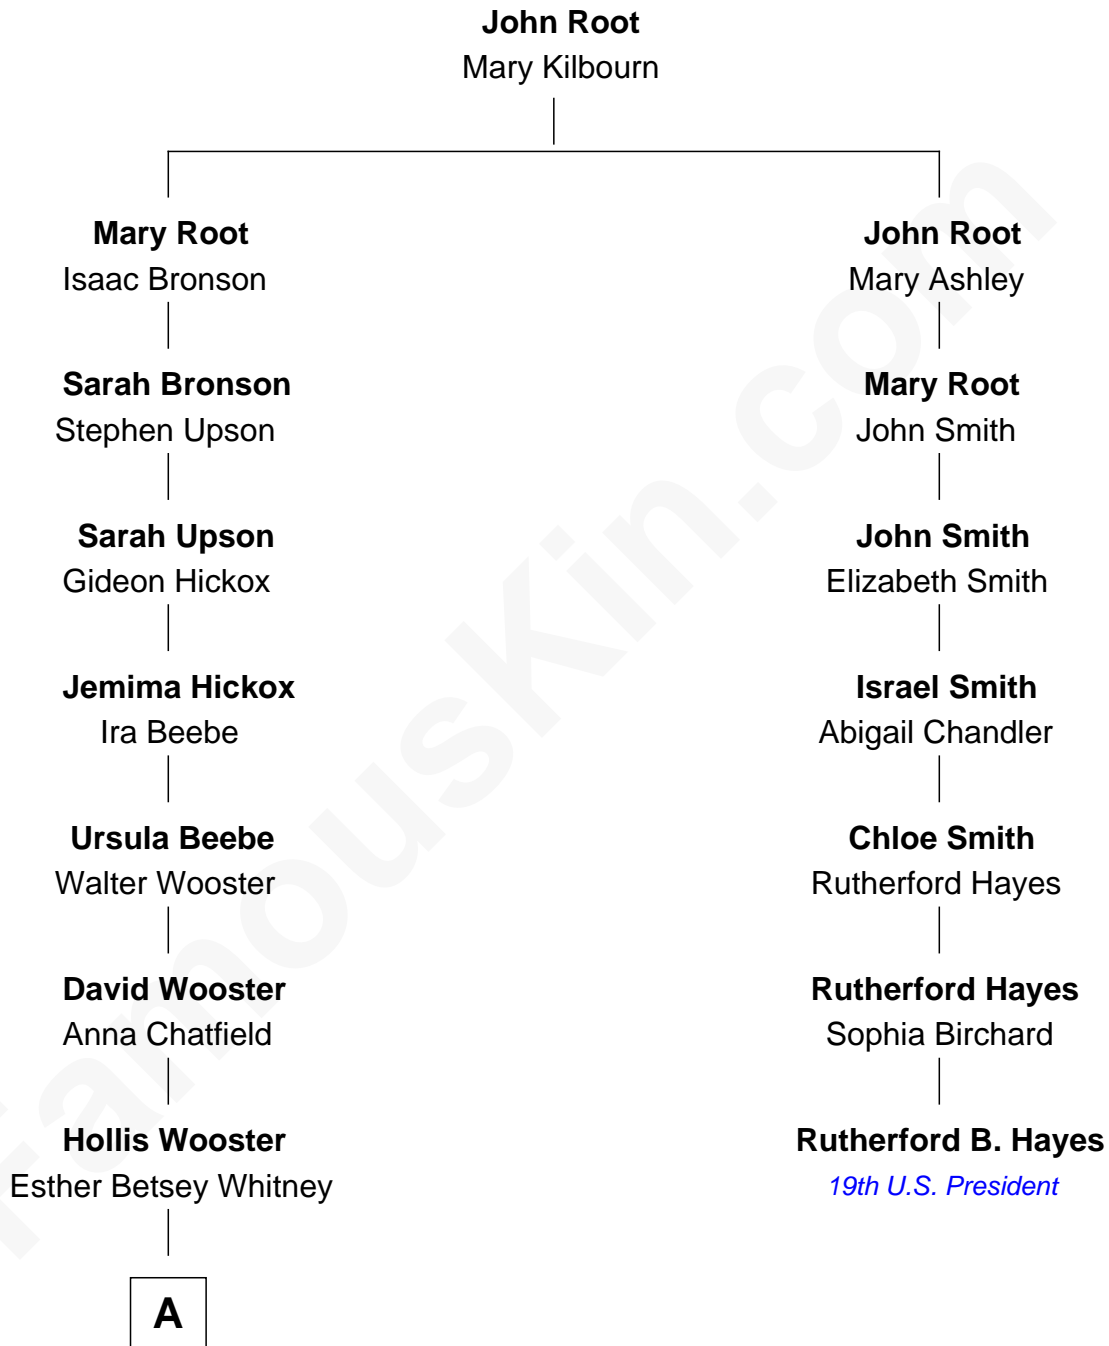 John Root
Mary Kilbourn
Mary Root
Isaac Bronson
Sarah Bronson
Stephen Upson
Sarah Upson
Gideon Hickox
Jemima Hickox
Ira Beebe
Ursula Beebe
Walter Wooster
David Wooster
Anna Chatfield
Hollis Wooster
Esther Betsey Whitney
A
John Root
Mary Ashley
Mary Root
John Smith
John Smith
Elizabeth Smith
Israel Smith
Abigail Chandler
Chloe Smith
Rutherford Hayes
Rutherford Hayes
Sophia Birchard
Rutherford B. Hayes
19th U.S. President
FamousKin.com